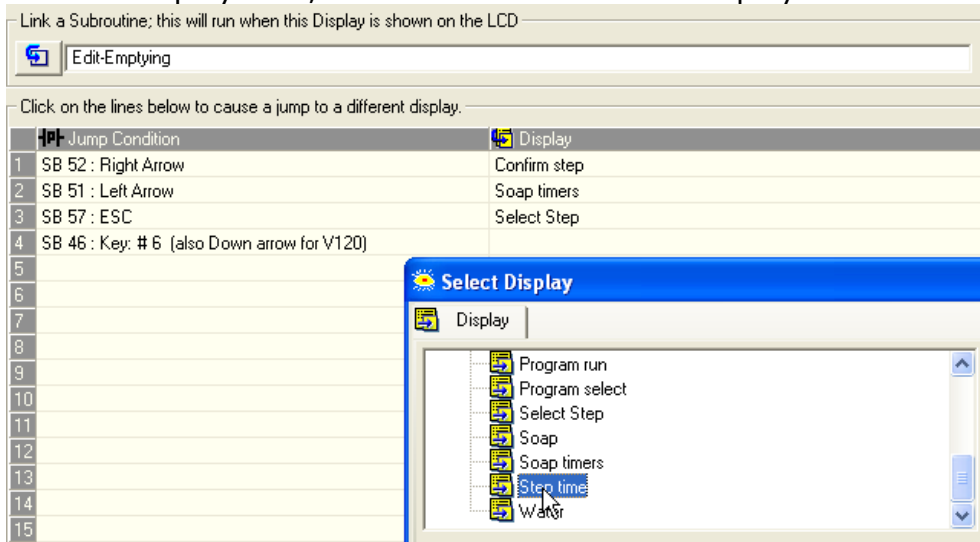 Link a Subroutine; this will run when this Display is shown on the LCD
Edit-Emptying
Click on the lines below to cause a jump to a different display.
Jump Condition Display
1 SB 52 : Right Arrow Confirm step
2 SB 51 : Left Arrow Soap timers
3 SB 57 : ESC Select Step
4 SB 46 : Key: # 6 (also Down arrow for V120)
5
6
7
8
9
10
11
12
13
14
15
Select Display
Display
Program run
Program select
Select Step
Soap
Soap timers
Step time
Water